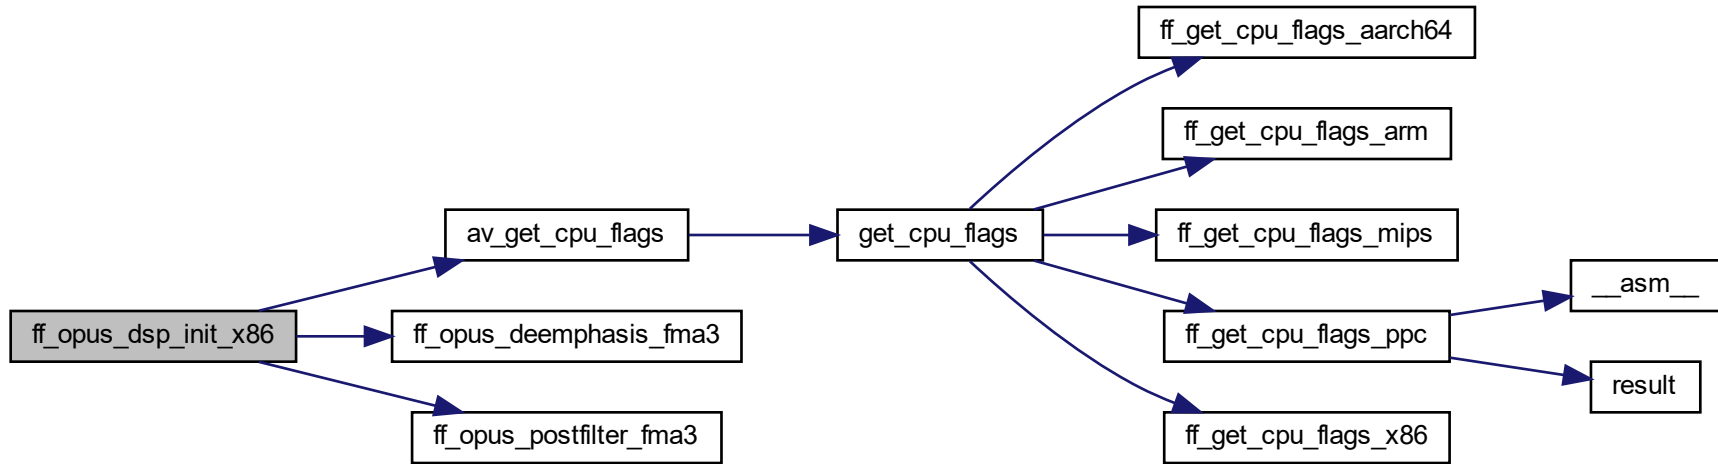 ff_get_cpu_flags_aarch64
ff_get_cpu_flags_arm
av_get_cpu_flags
get_cpu_flags
ff_get_cpu_flags_mips
__asm__
ff_opus_dsp_init_x86
ff_opus_deemphasis_fma3
ff_get_cpu_flags_ppc
result
ff_opus_postfilter_fma3
ff_get_cpu_flags_x86